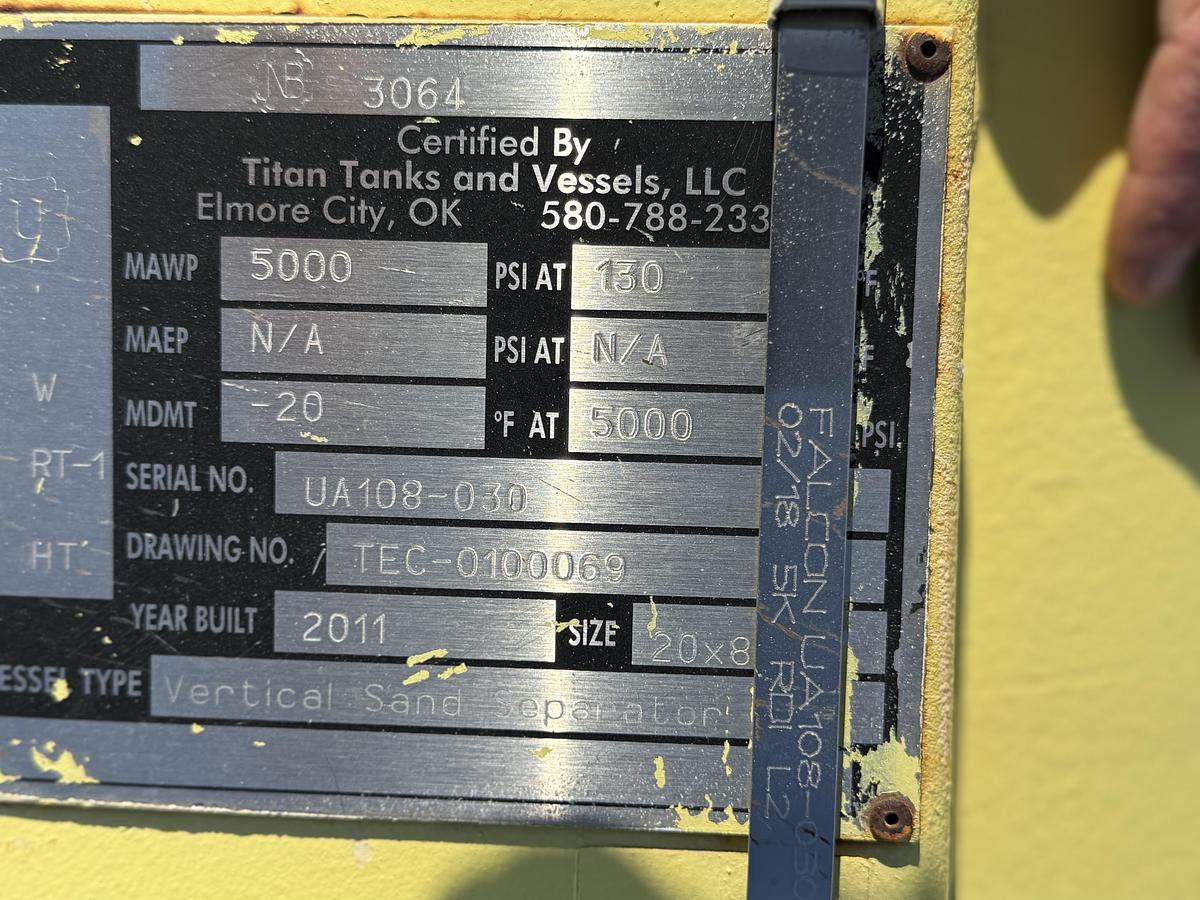 NB 3064
Certified By
Titan Tanks and Vessels, LLC
Elmore City, OK 580-788-233
U
MAWP 5000 PSI AT 130 °F
MAEP N/A PSI AT N/A F
W
MDMT -20 °F AT 5000 PSI
RT-1
SERIAL NO. UA108-030
HT
DRAWING NO. TEC-0100069
YEAR BUILT 2011 SIZE 20x8
ESSEL TYPE Vertical Sand Separator
FALCON UA108-030
02/18 SK RDI L2